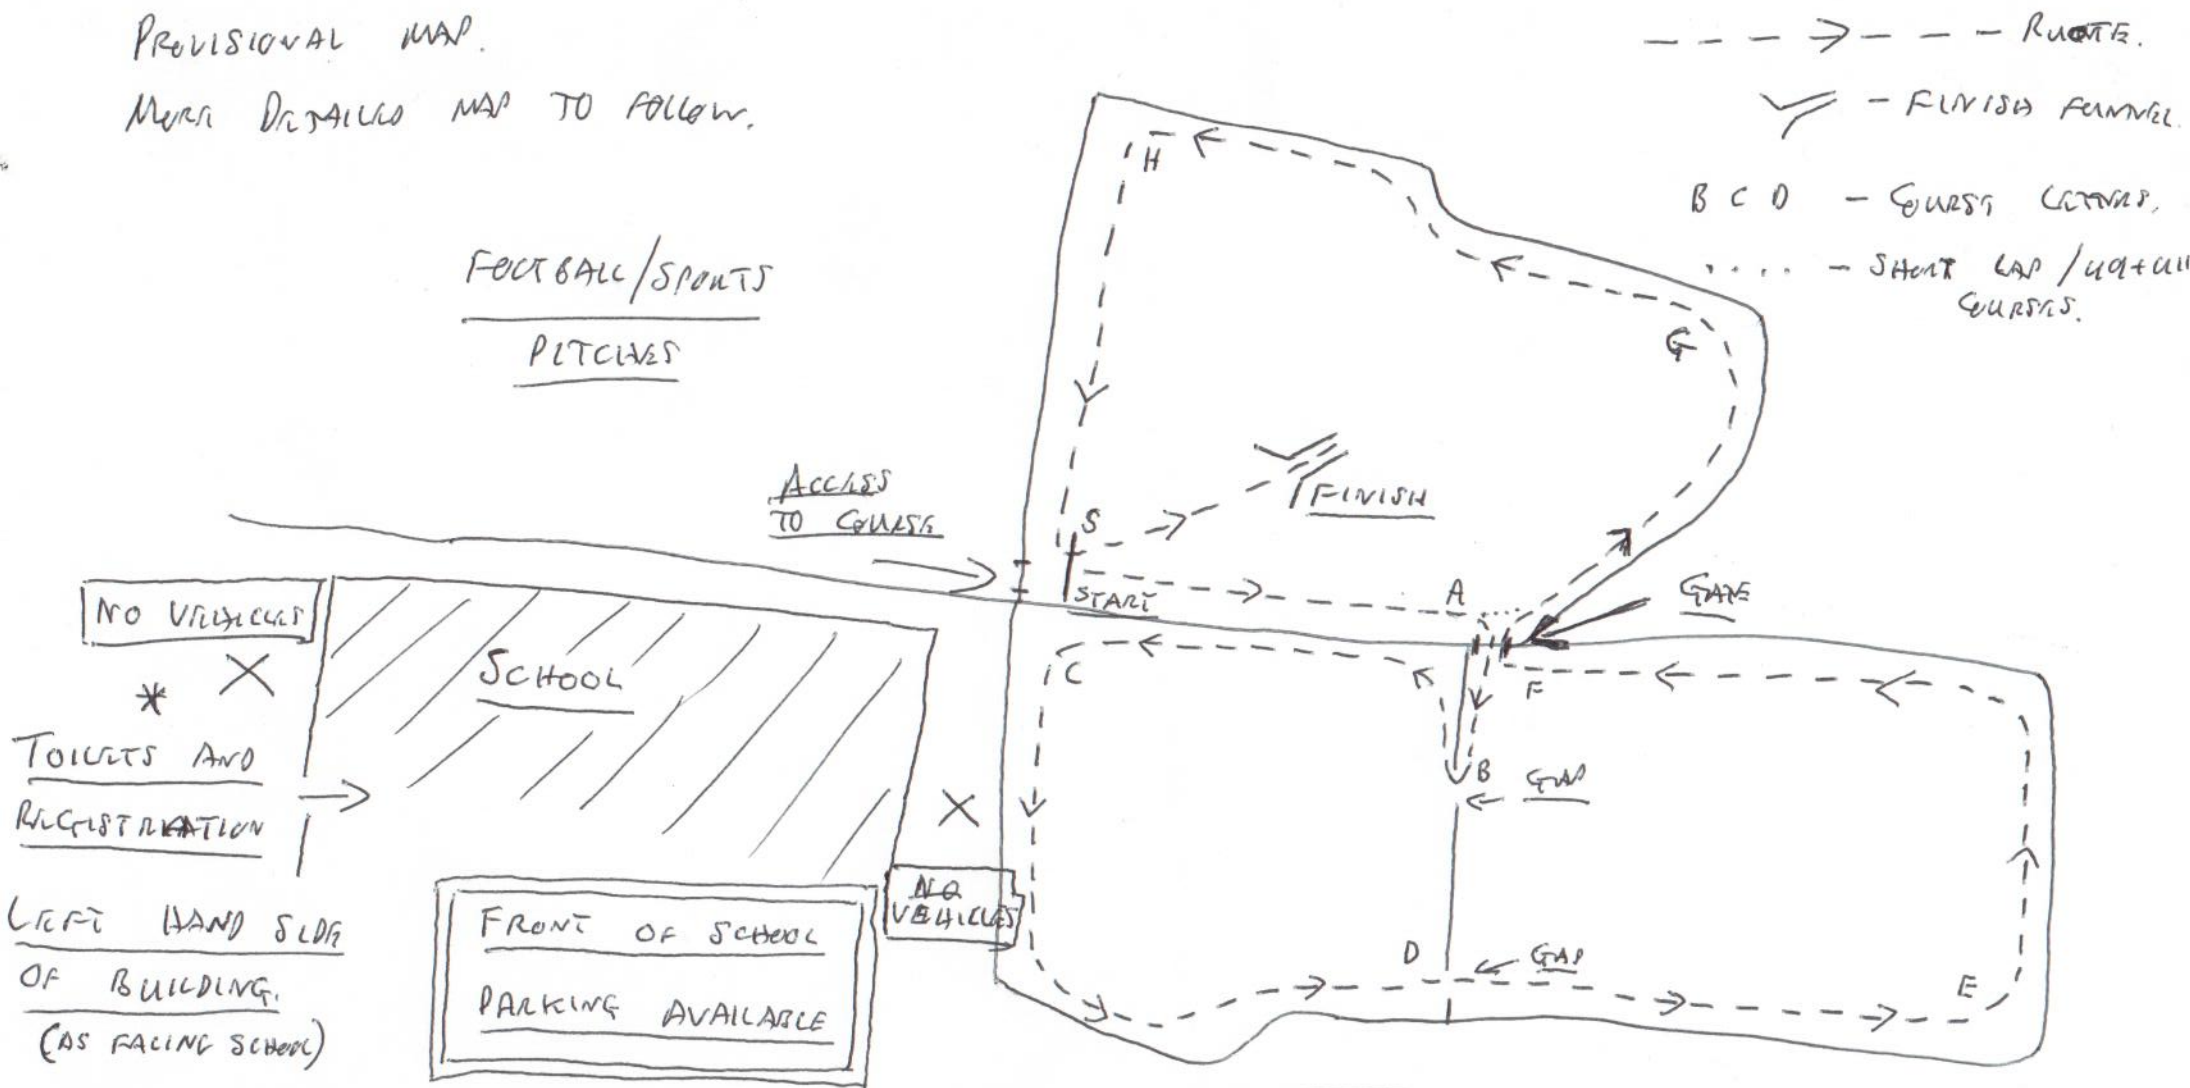 PROVISIONAL MAP.
MORE DETAILED MAP TO FOLLOW.
- ROUTE.
- FINISH FUNNEL.
B C D - COURSE LETTERS.
.... - SHORT LAP / U9+U11
COURSES.
FOOTBALL/SPORTS
PITCHES
ACCESS
TO COURSE
H
G
S
START
FINISH
A
GATE
NO VEHICLES
X
*
SCHOOL
TOILETS AND
REGISTRATION
LEFT HAND SIDE
OF BUILDING.
(AS FACING SCHOOL)
FRONT OF SCHOOL
PARKING AVAILABLE
X
NO
VEHICLES
C
F
B
GAP
D
GAP
E